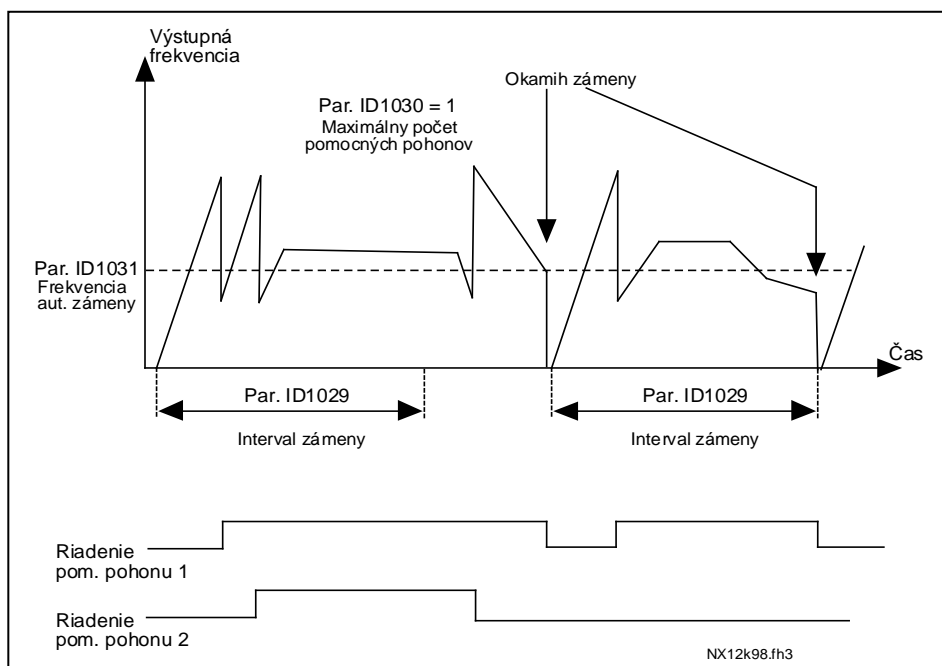 Výstupná
frekvencia
Okamih zámeny
Par. ID1030 = 1
Maximálny počet
pomocných pohonov
Par. ID1031
Frekvencia
aut. zámeny
Čas
Par. ID1029
Par. ID1029
Interval zámeny
Interval zámeny
Riadenie
pom. pohonu 1
Riadenie
pom. pohonu 2
NX12k98.fh3